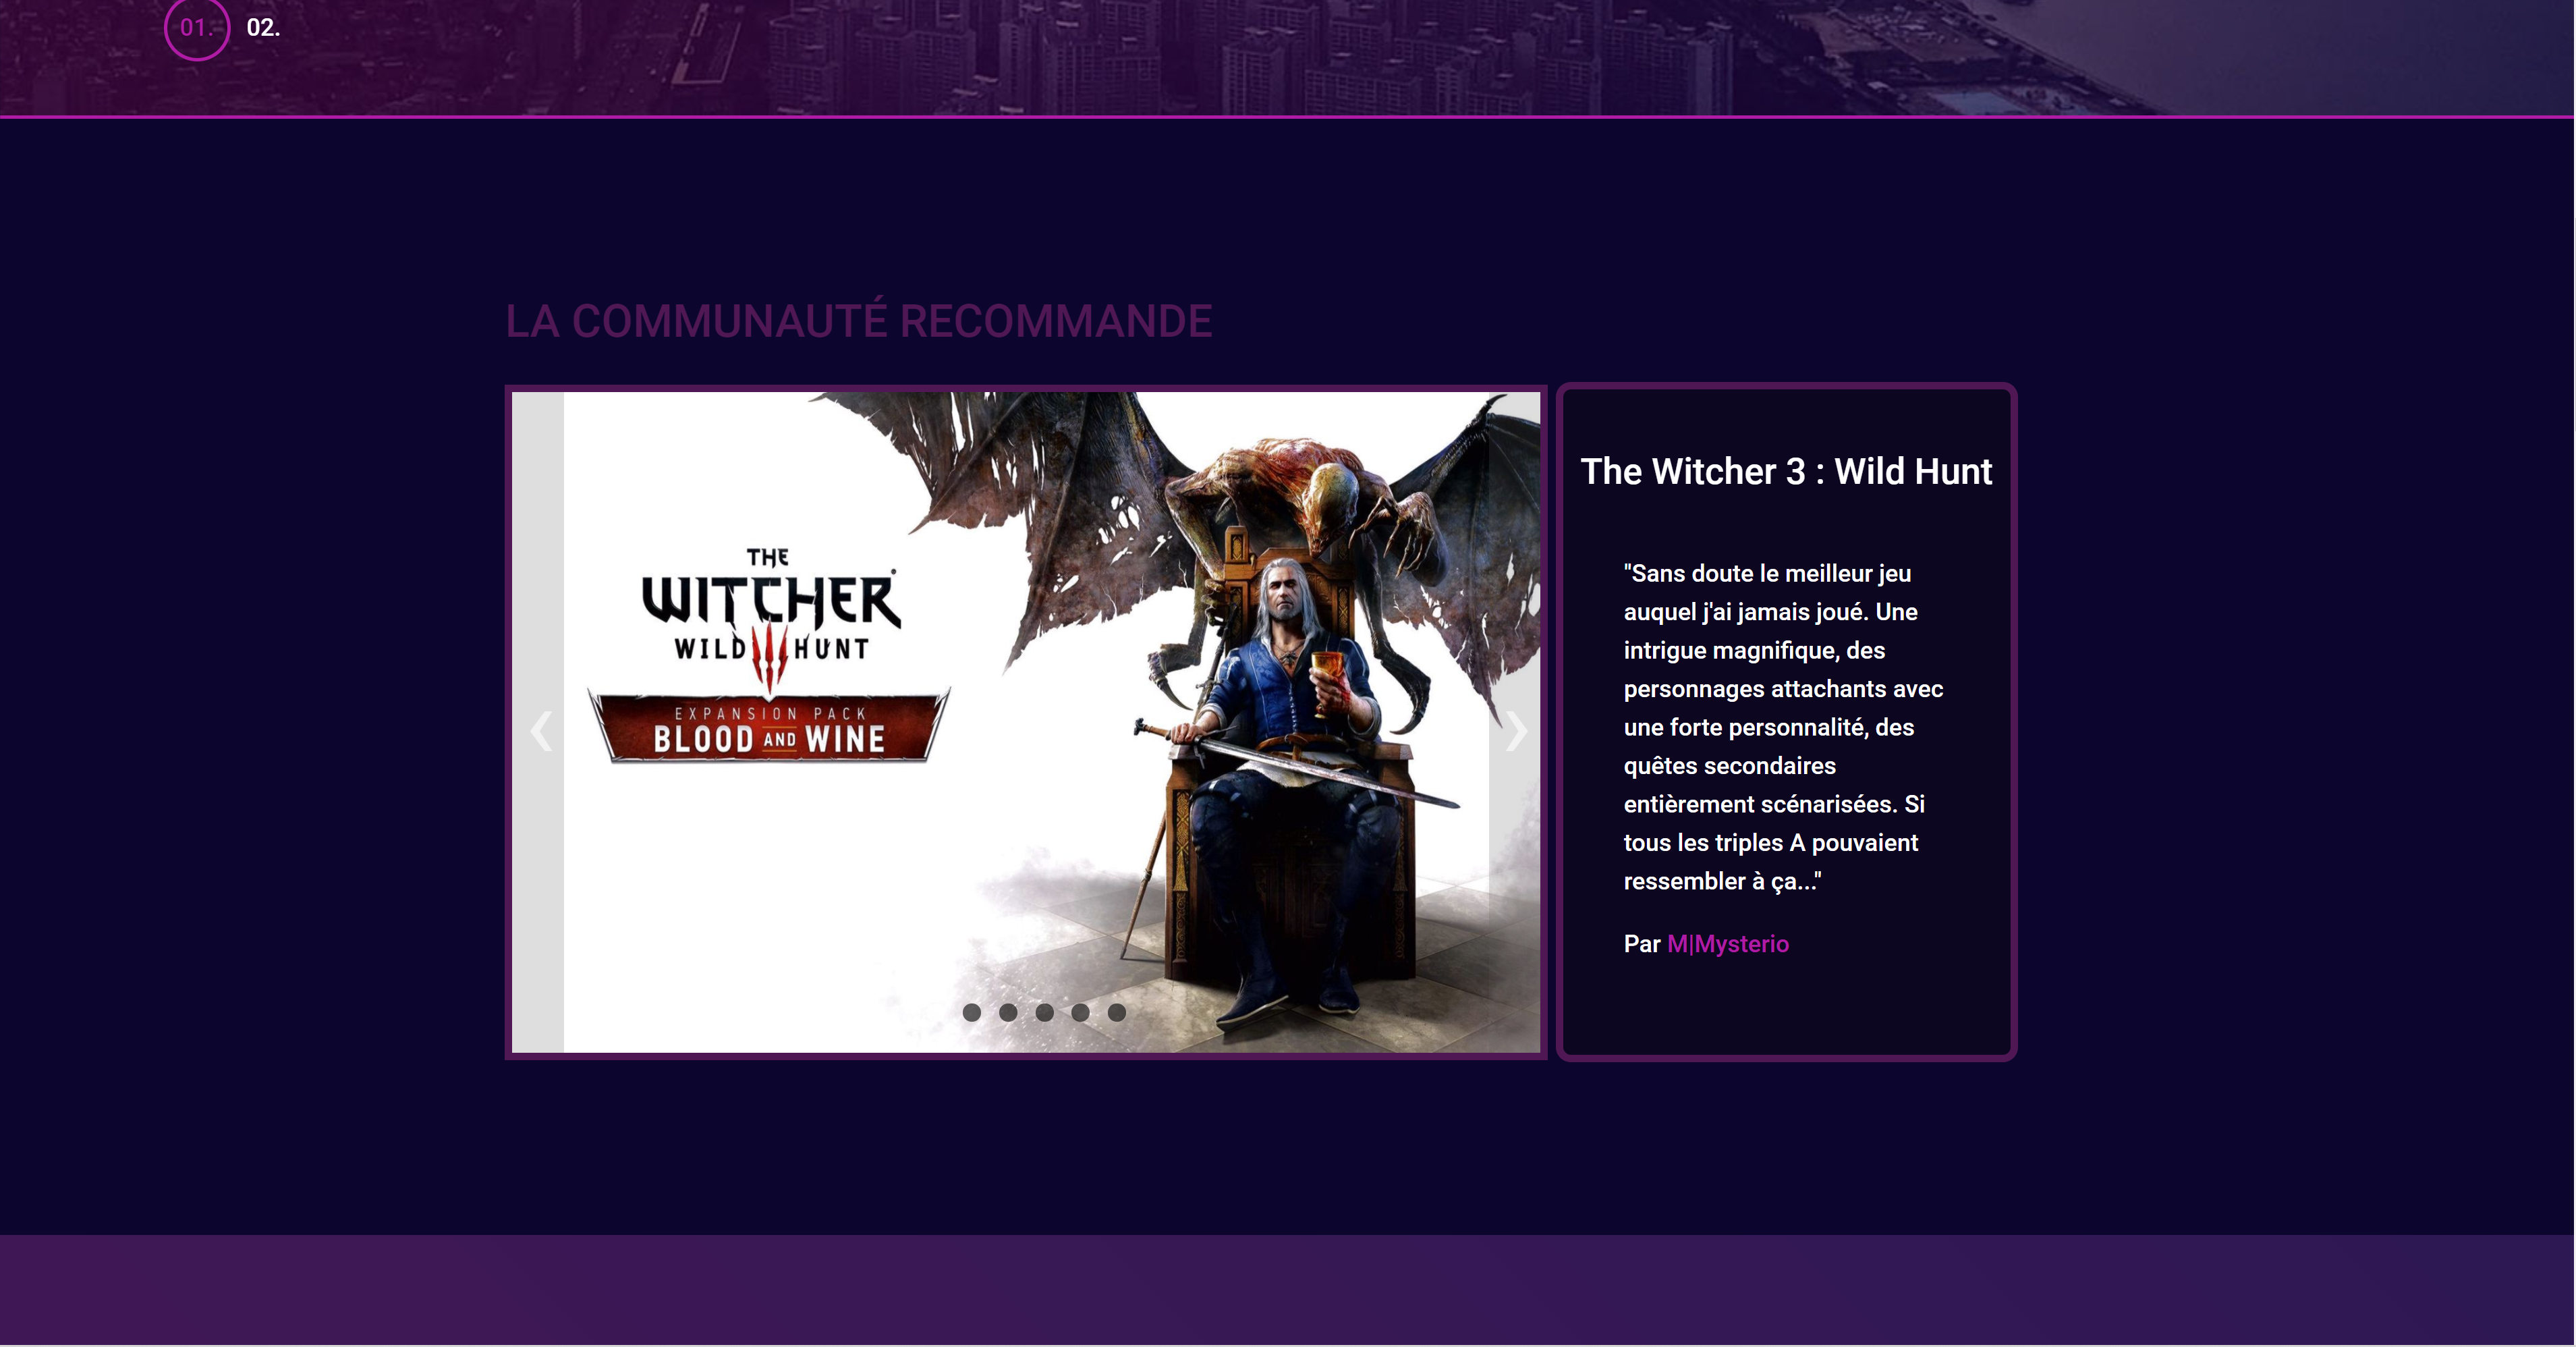 01. 02.
LA COMMUNAUTÉ RECOMMANDE
THE
WITCHER
WILD HUNT
EXPANSION PACK
BLOOD AND WINE
The Witcher 3 : Wild Hunt
"Sans doute le meilleur jeu
auquel j'ai jamais joué. Une
intrigue magnifique, des
personnages attachants avec
une forte personnalité, des
quêtes secondaires
entièrement scénarisées. Si
tous les triples A pouvaient
ressembler à ça..."
Par M|Mysterio